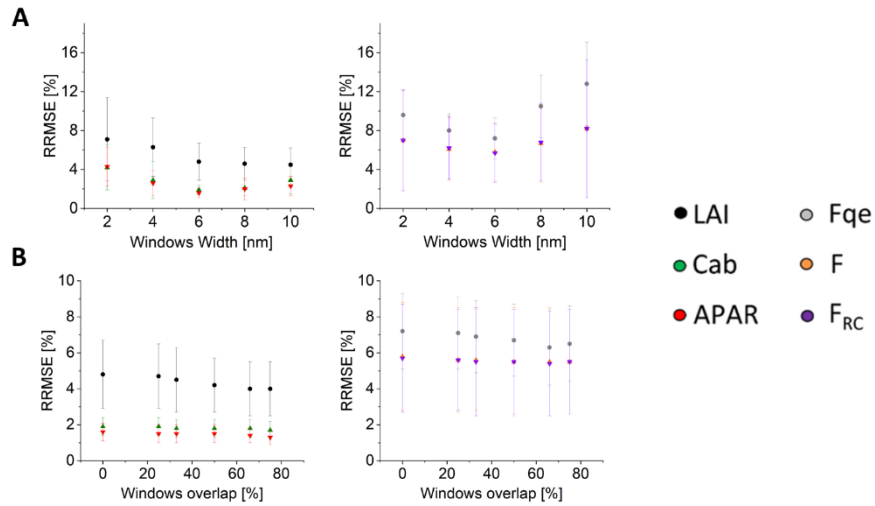 A
RRMSE [%]
16
12
8
4
0
2 4 6 8 10
Windows Width [nm]
RRMSE [%]
16
12
8
4
0
2 4 6 8 10
Windows Width [nm]
B
RRMSE [%]
10
8
6
4
2
0
0 20 40 60 80
Windows overlap [%]
RRMSE [%]
10
8
6
4
2
0
0 20 40 60 80
Windows overlap [%]
LAI
Fqe
Cab
F
APAR
FRC